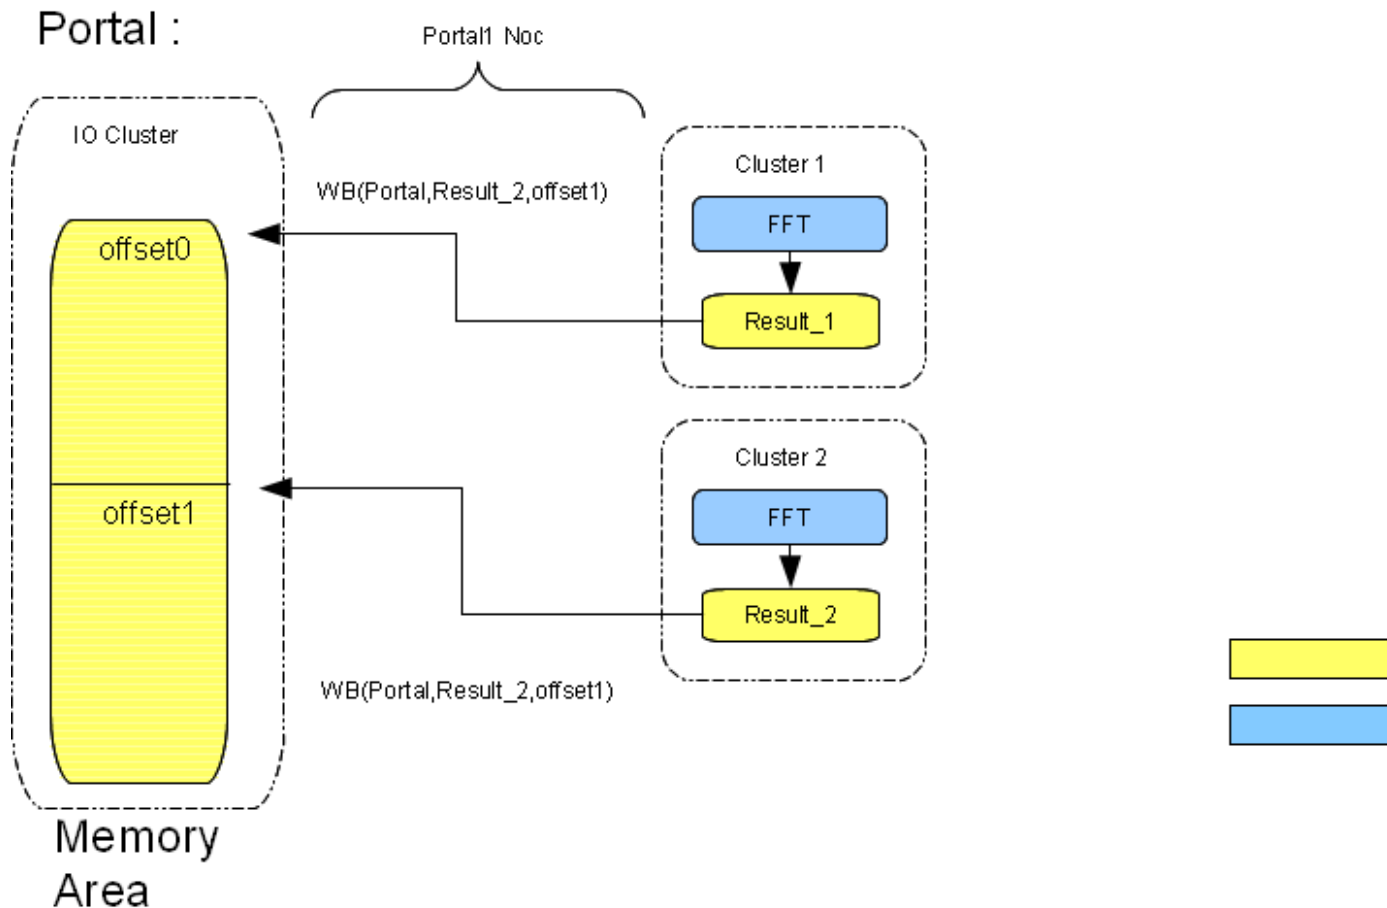 Portal :
Portal1 Noc
IO Cluster
Cluster 1
WB(Portal,Result_2,offset1)
FFT
offset0
Result_1
Cluster 2
offset1
FFT
Result_2
WB(Portal,Result_2,offset1)
Memory
Area